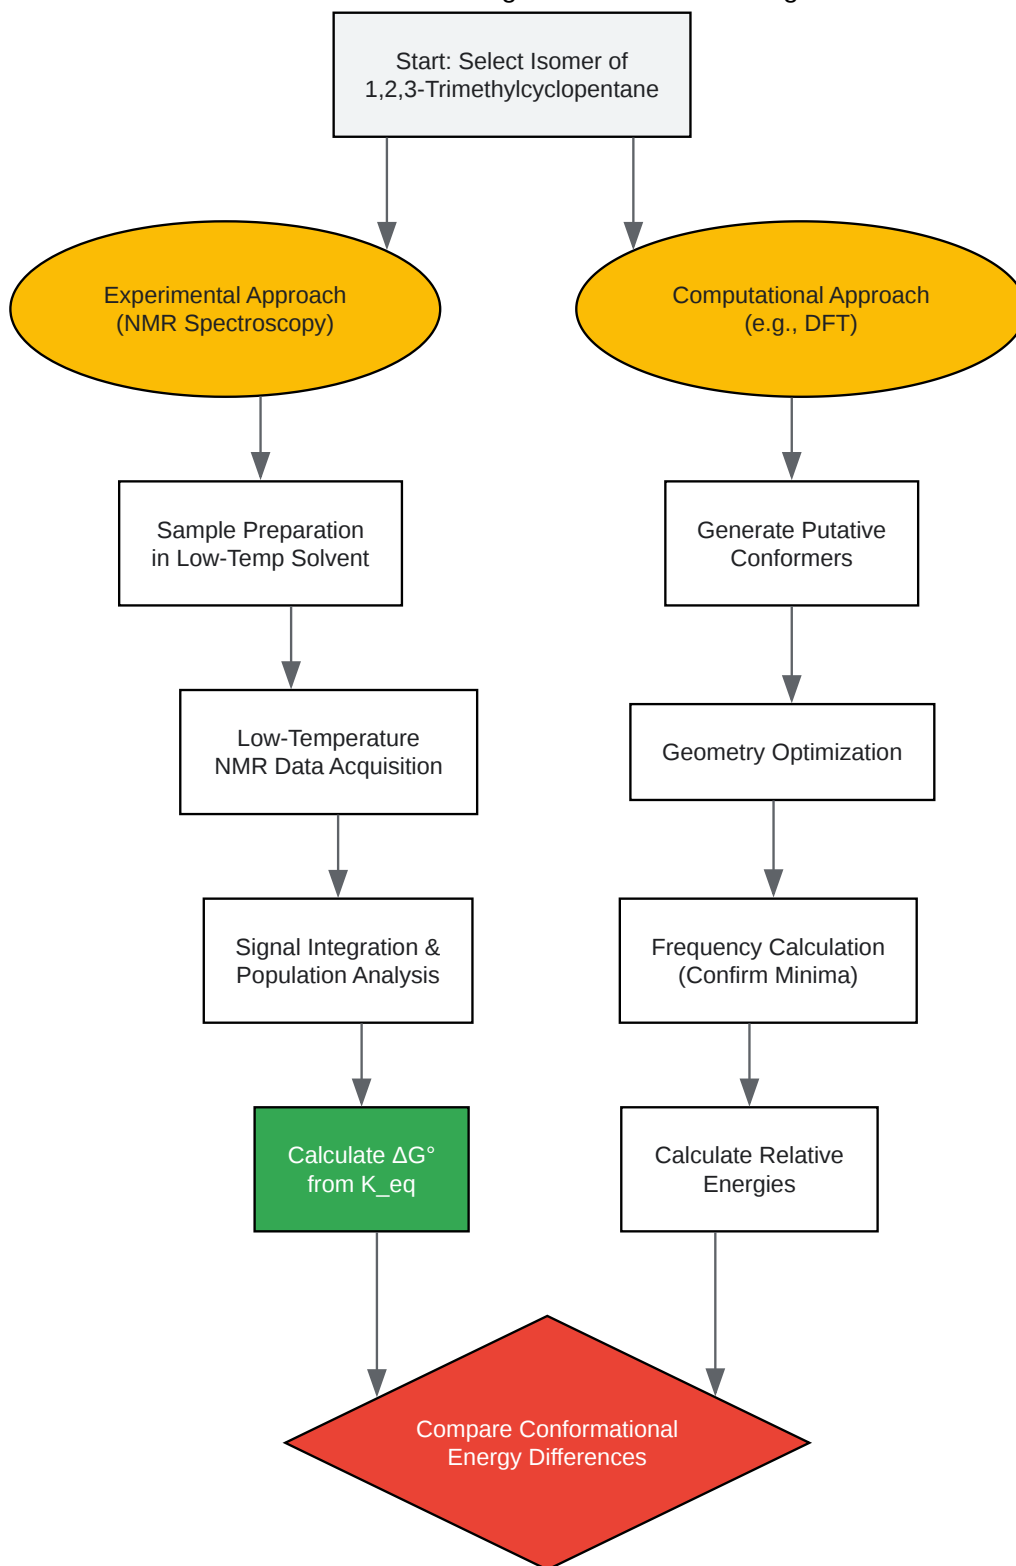 Start: Select Isomer of
1,2,3-Trimethylcyclopentane
Experimental Approach
(NMR Spectroscopy)
Computational Approach
(e.g., DFT)
Sample Preparation
in Low-Temp Solvent
Generate Putative
Conformers
Low-Temperature
NMR Data Acquisition
Geometry Optimization
Signal Integration &
Population Analysis
Frequency Calculation
(Confirm Minima)
Calculate ΔG°
from K_eq
Calculate Relative
Energies
Compare Conformational
Energy Differences